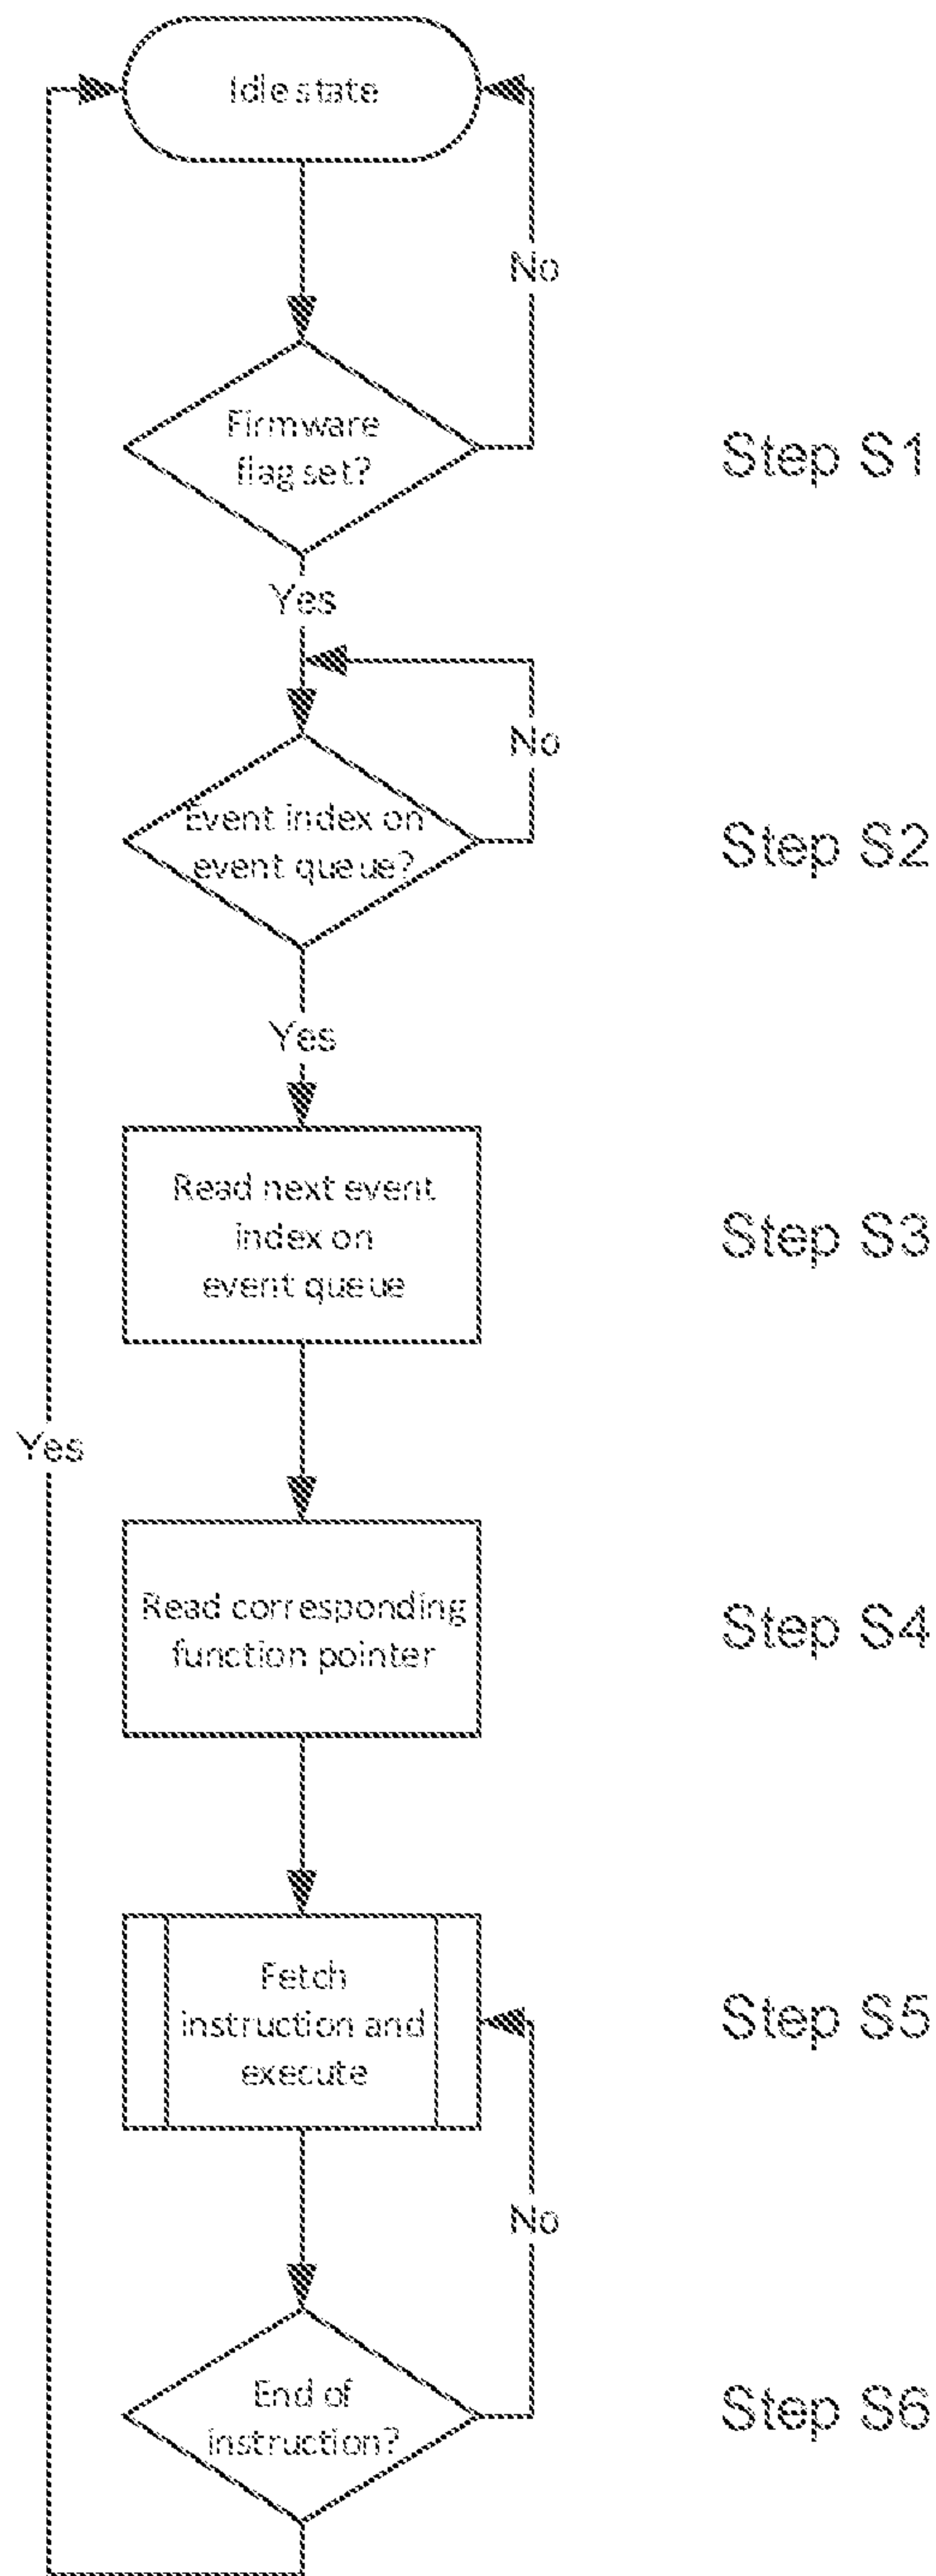 Idle state
No
Firmware
flag set?
Step S1
Yes
No
Event index on
event queue?
Step S2
Yes
Read next event
index on
event queue
Step S3
Yes
Read corresponding
function pointer
Step S4
Fetch
instruction and
execute
Step S5
No
End of
instruction?
Step S6